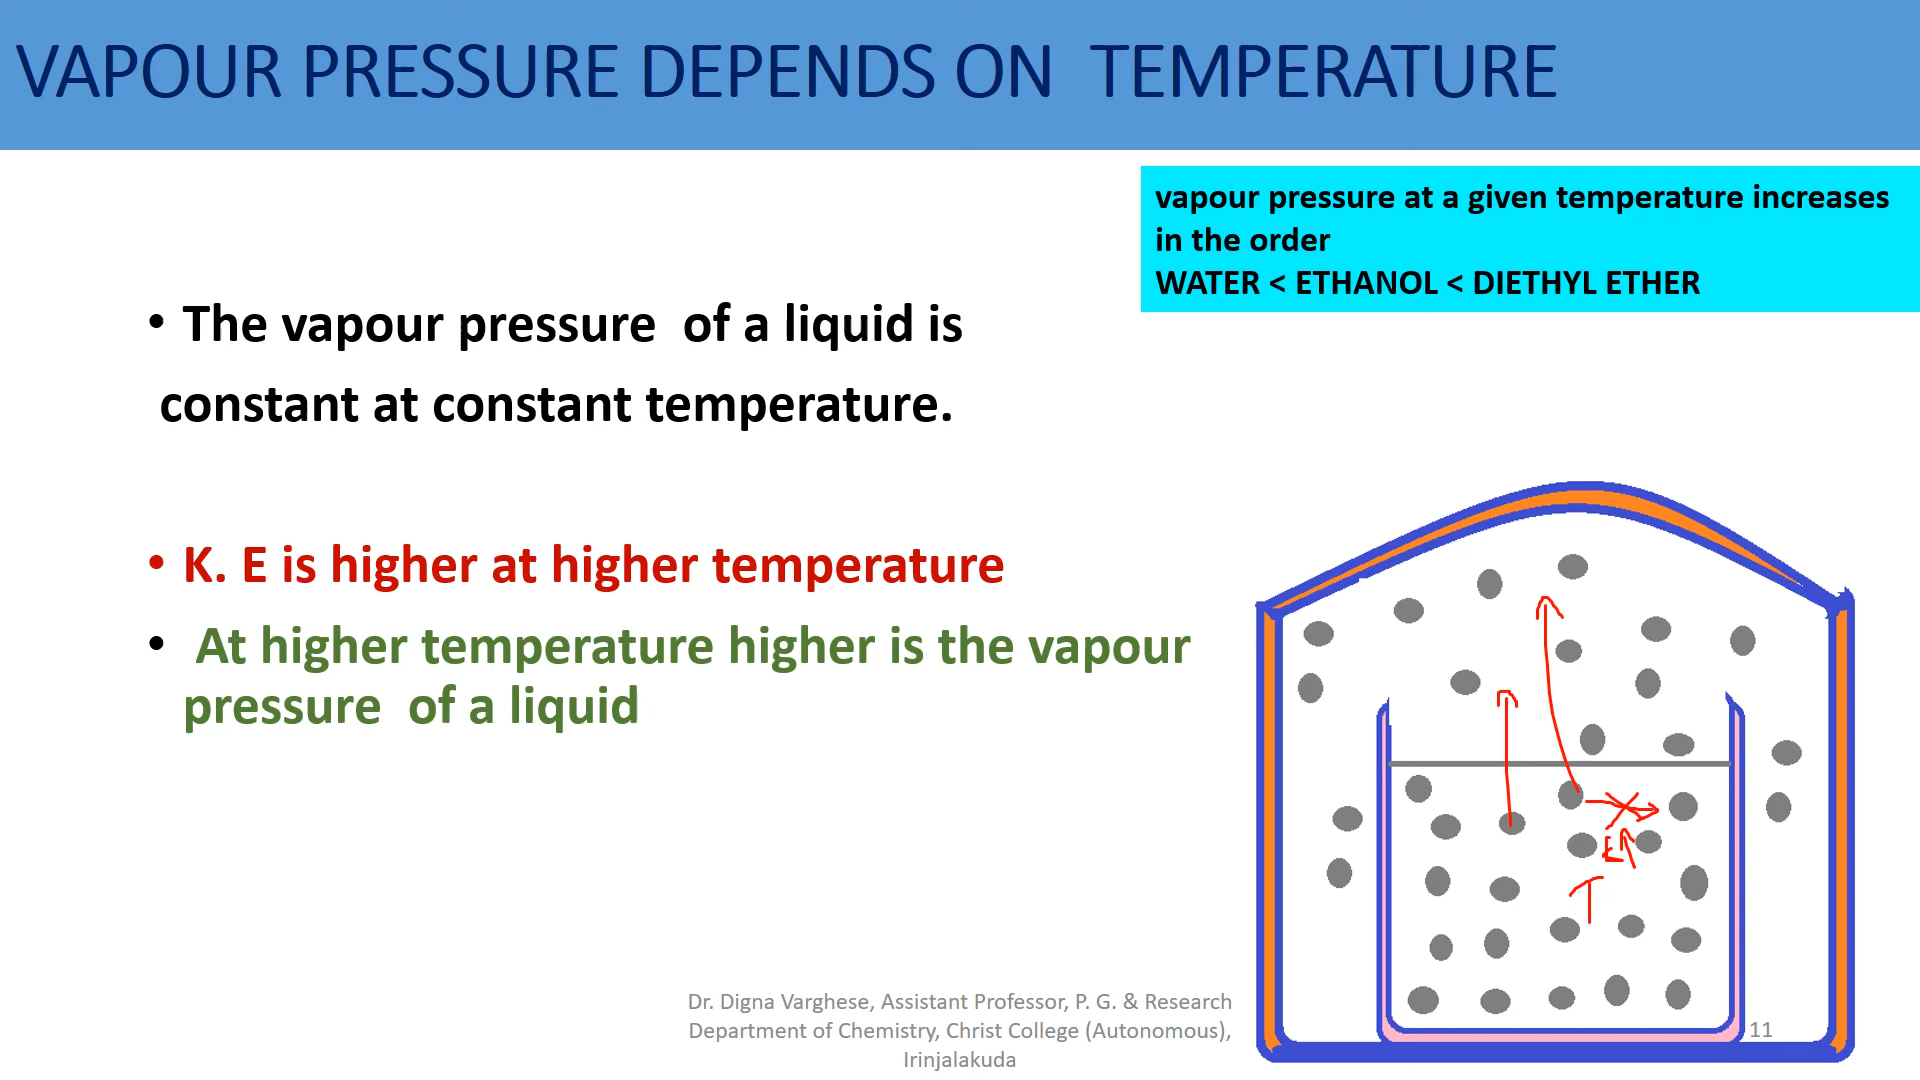 VAPOUR PRESSURE DEPENDS ON TEMPERATURE
vapour pressure at a given temperature increases
in the order
WATER < ETHANOL < DIETHYL ETHER
• The vapour pressure of a liquid is
constant at constant temperature.
• K. E is higher at higher temperature
• At higher temperature higher is the vapour
pressure of a liquid
E↑
T
Dr. Digna Varghese, Assistant Professor, P. G. & Research
Department of Chemistry, Christ College (Autonomous),
Irinjalakuda
11